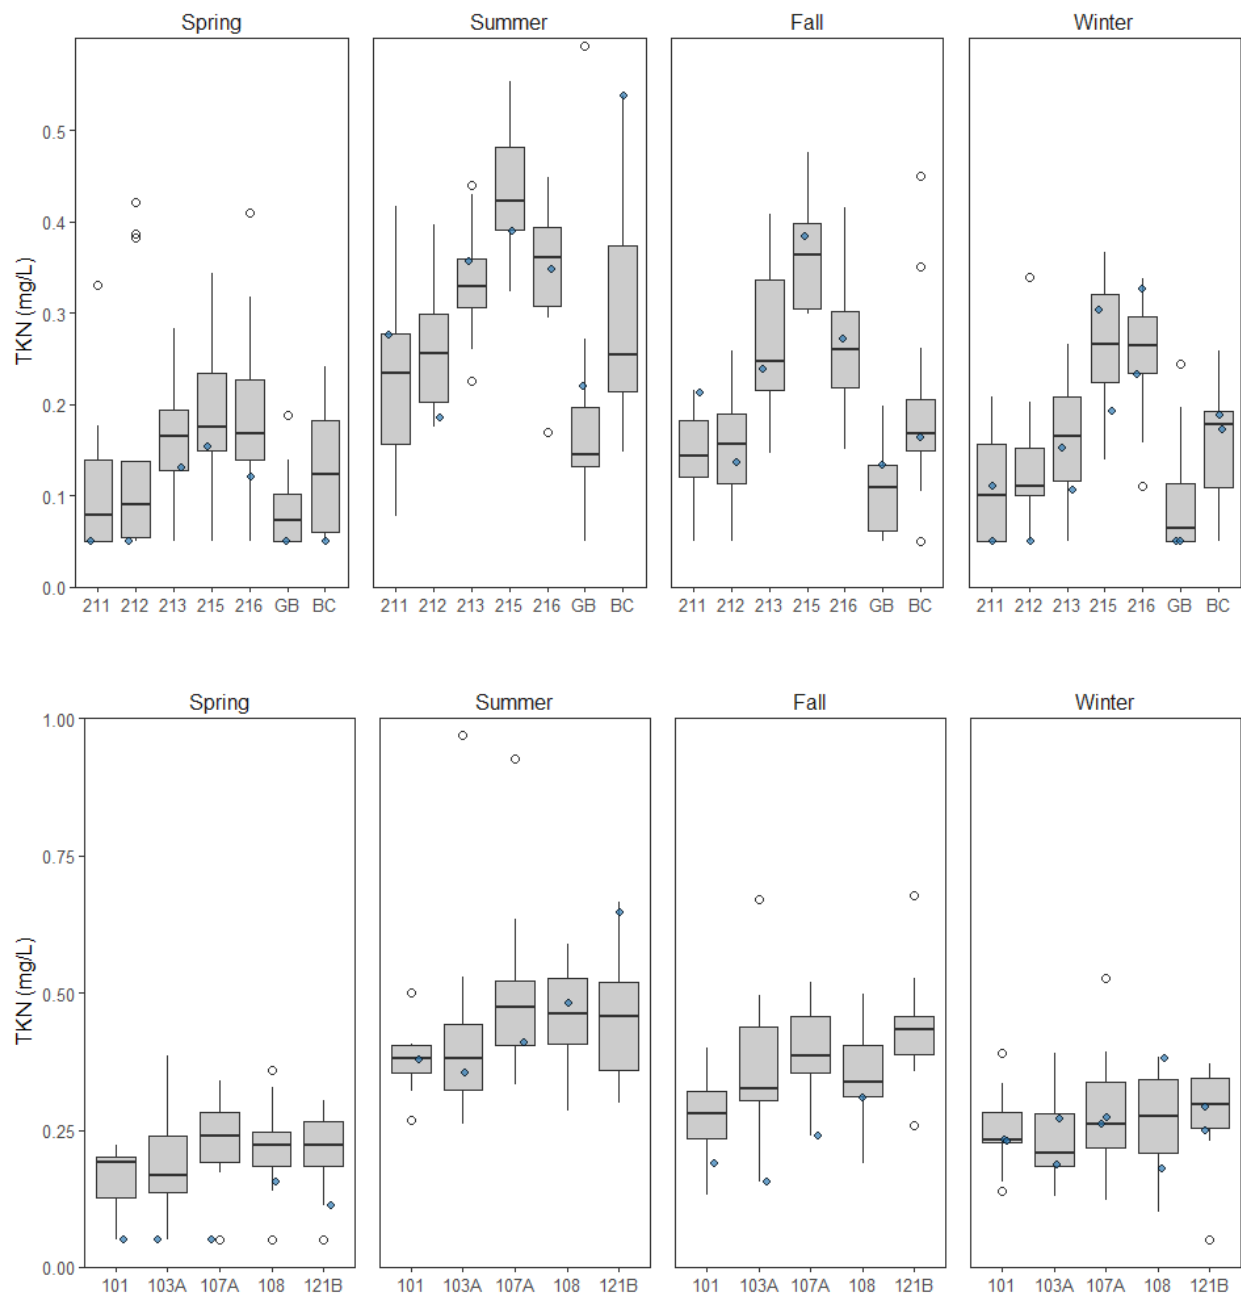 Spring Summer Fall Winter
TKN (mg/L)
0.5
0.4
0.3
0.2
0.1
0.0
211 212 213 215 216 GB BC 211 212 213 215 216 GB BC 211 212 213 215 216 GB BC 211 212 213 215 216 GB BC
Spring Summer Fall Winter
TKN (mg/L)
1.00
0.75
0.50
0.25
0.00
101 103A 107A 108 121B 101 103A 107A 108 121B 101 103A 107A 108 121B 101 103A 107A 108 121B